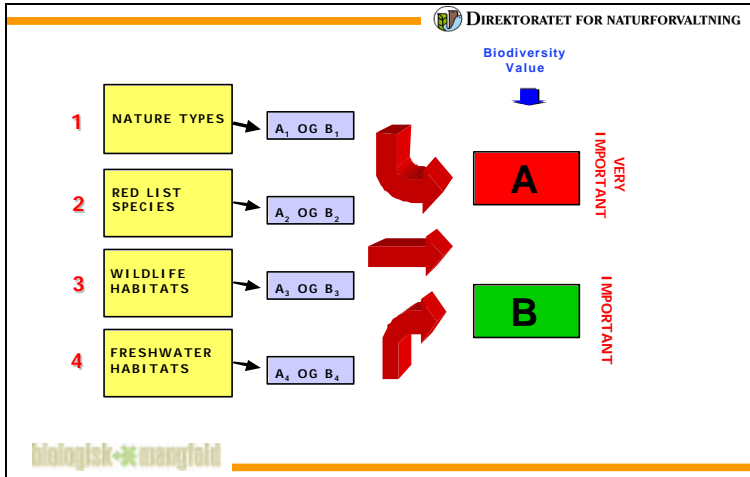 DIREKTORATET FOR NATURFORVALTNING
Biodiversity
Value
1
NATURE TYPES
A₁ OG B₁
2
RED LIST
SPECIES
A₂ OG B₂
3
WILDLIFE
HABITATS
A₃ OG B₃
4
FRESHWATER
HABITATS
A₄ OG B₄
A
VERY
IMPORTANT
B
IMPORTANT
biologisk mangfold